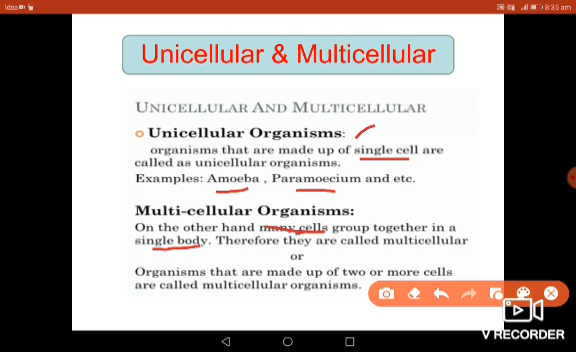 Idea
8:35 am
Unicellular & Multicellular
UNICELLULAR AND MULTICELLULAR
Unicellular Organisms:
organisms that are made up of single cell are
called as unicellular organisms.
Examples: Amoeba , Paramoecium and etc.
Multi-cellular Organisms:
On the other hand many cells group together in a
single body. Therefore they are called multicellular
or
Organisms that are made up of two or more cells
are called multicellular organisms.
V RECORDER